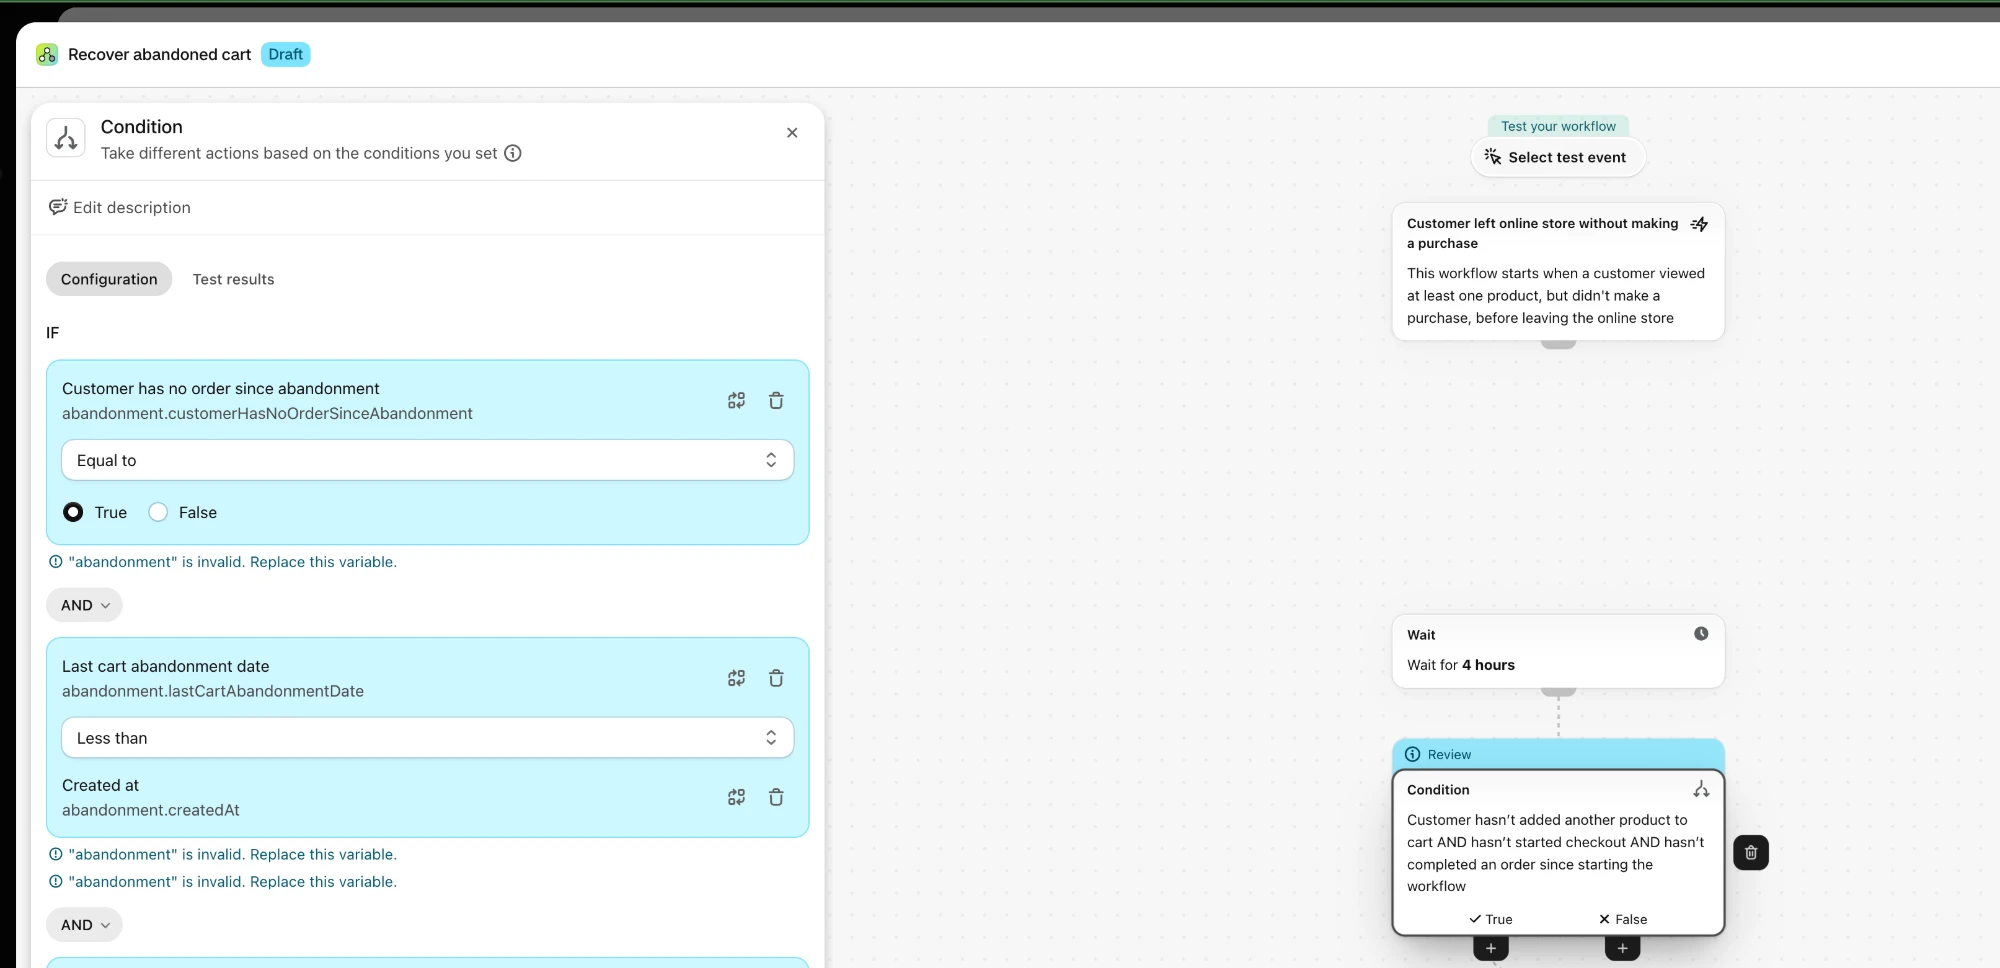 Recover abandoned cart Draft
Condition
Take different actions based on the conditions you set
Edit description
Configuration Test results
IF
Customer has no order since abandonment
abandonment.customerHasNoOrderSinceAbandonment
Equal to
True False
"abandonment" is invalid. Replace this variable.
AND
Last cart abandonment date
abandonment.lastCartAbandonmentDate
Less than
Created at
abandonment.createdAt
"abandonment" is invalid. Replace this variable.
"abandonment" is invalid. Replace this variable.
AND
Test your workflow
Select test event
Customer left online store without making
a purchase
This workflow starts when a customer viewed
at least one product, but didn't make a
purchase, before leaving the online store
Wait
Wait for 4 hours
Review
Condition
Customer hasn’t added another product to
cart AND hasn’t started checkout AND hasn’t
completed an order since starting the
workflow
True False